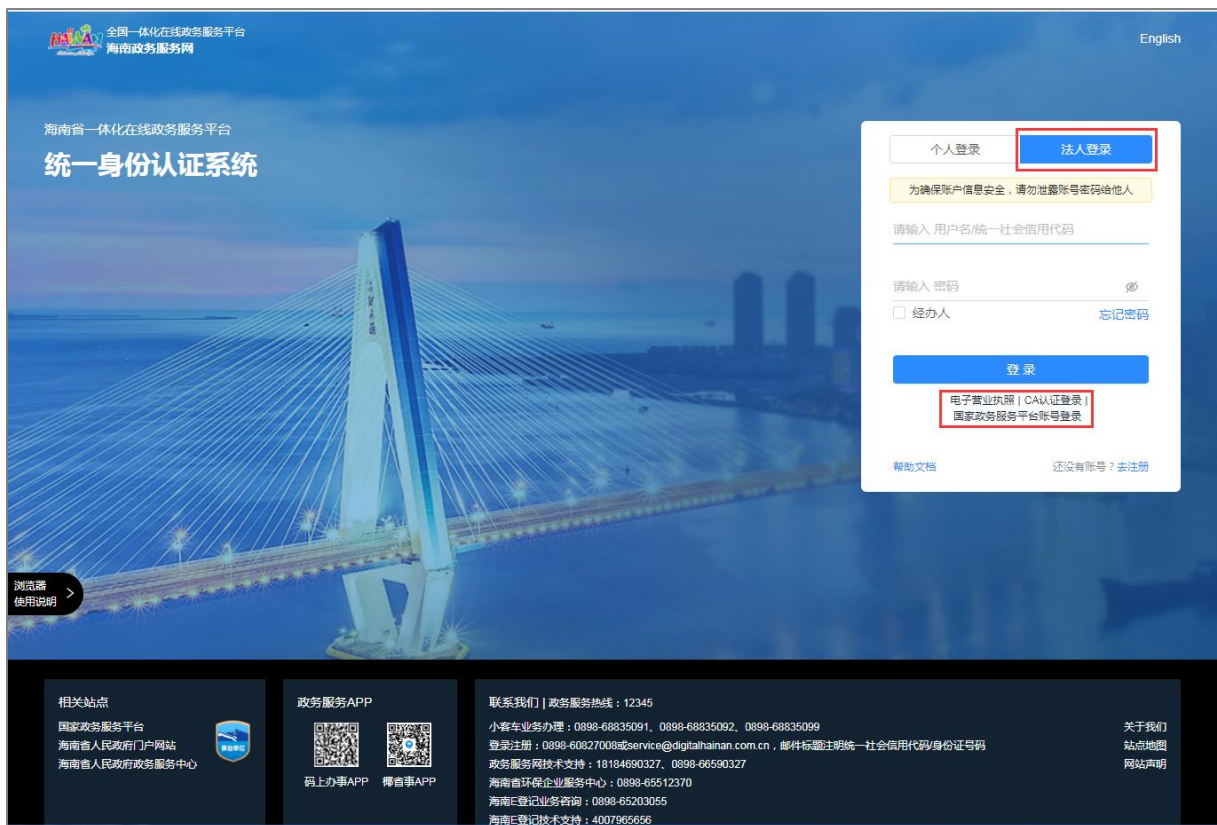 HAINAN
全国一体化在线政务服务平台
海南政务服务网
English
海南省一体化在线政务服务平台
统一身份认证系统
个人登录
法人登录
为确保账户信息安全，请勿泄露账号密码给他人
请输入 用户名/统一社会信用代码
请输入 密码
经办人
忘记密码
登 录
电子营业执照 | CA认证登录 |
国家政务服务平台账号登录
帮助文档
还没有账号？去注册
浏览器
使用说明
相关站点
国家政务服务平台
海南省人民政府门户网站
海南省人民政府政务服务中心
事业单位
政务服务APP
码上办事APP
椰省事APP
联系我们 | 政务服务热线：12345
小客车业务办理：0898-68835091、0898-68835092、0898-68835099
登录注册：0898-60827008或service@digitalhainan.com.cn，邮件标题注明统一社会信用代码/身份证号码
政务服务网技术支持：18184690327、0898-66590327
海南省环保企业服务中心：0898-65512370
海南E登记业务咨询：0898-65203055
海南E登记技术支持：4007965656
关于我们
站点地图
网站声明